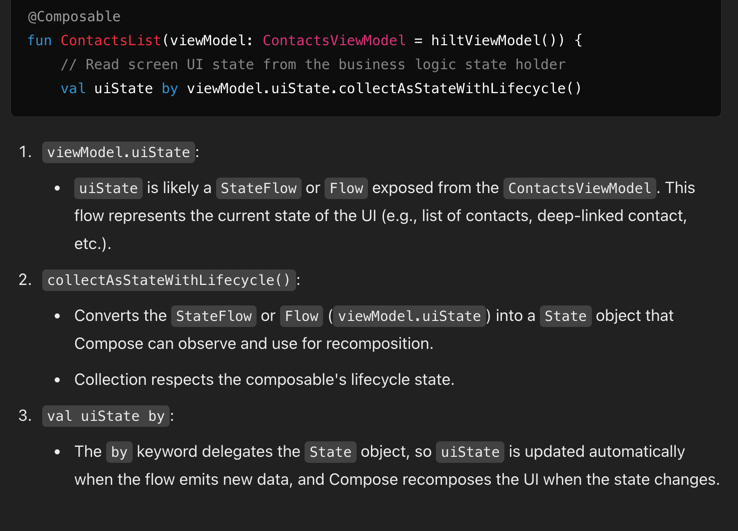 @Composable
fun ContactsList(viewModel: ContactsViewModel = hiltViewModel()) {
// Read screen UI state from the business logic state holder
val uiState by viewModel.uiState.collectAsStateWithLifecycle()
1. viewModel.uiState:
• uiState is likely a StateFlow or Flow exposed from the ContactsViewModel. This
flow represents the current state of the UI (e.g., list of contacts, deep-linked contact,
etc.).
2. collectAsStateWithLifecycle():
• Converts the StateFlow or Flow (viewModel.uiState) into a State object that
Compose can observe and use for recomposition.
• Collection respects the composable's lifecycle state.
3. val uiState by:
• The by keyword delegates the State object, so uiState is updated automatically
when the flow emits new data, and Compose recomposes the UI when the state changes.